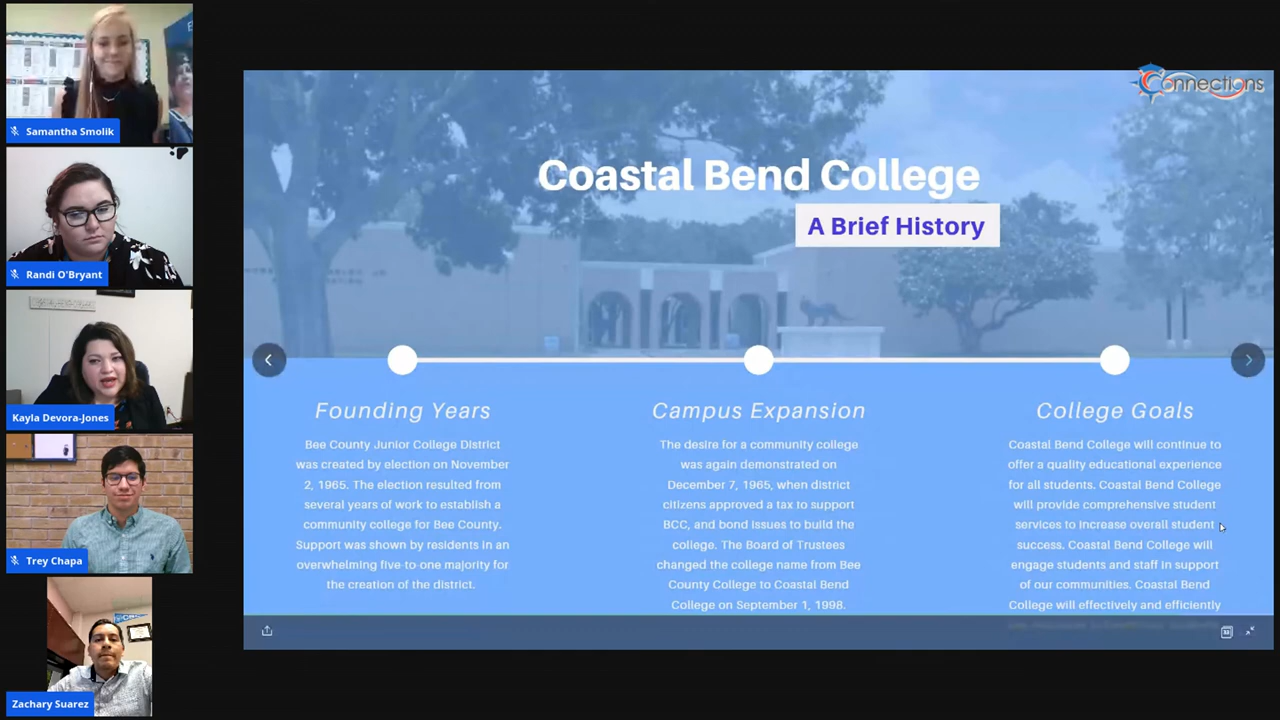 Samantha Smolik
Randi O'Bryant
Kayla Devora-Jones
Trey Chapa
Zachary Suarez
Connections
Coastal Bend College
A Brief History
Founding Years
Bee County Junior College District
was created by election on November
2, 1965. The election resulted from
several years of work to establish a
community college for Bee County.
Support was shown by residents in an
overwhelming five-to-one majority for
the creation of the district.
Campus Expansion
The desire for a community college
was again demonstrated on
December 7, 1965, when district
citizens approved a tax to support
BCC, and bond issues to build the
college. The Board of Trustees
changed the college name from Bee
County College to Coastal Bend
College on September 1, 1998.
College Goals
Coastal Bend College will continue to
offer a quality educational experience
for all students. Coastal Bend College
will provide comprehensive student
services to increase overall student
success. Coastal Bend College will
engage students and staff in support
of our communities. Coastal Bend
College will effectively and efficiently